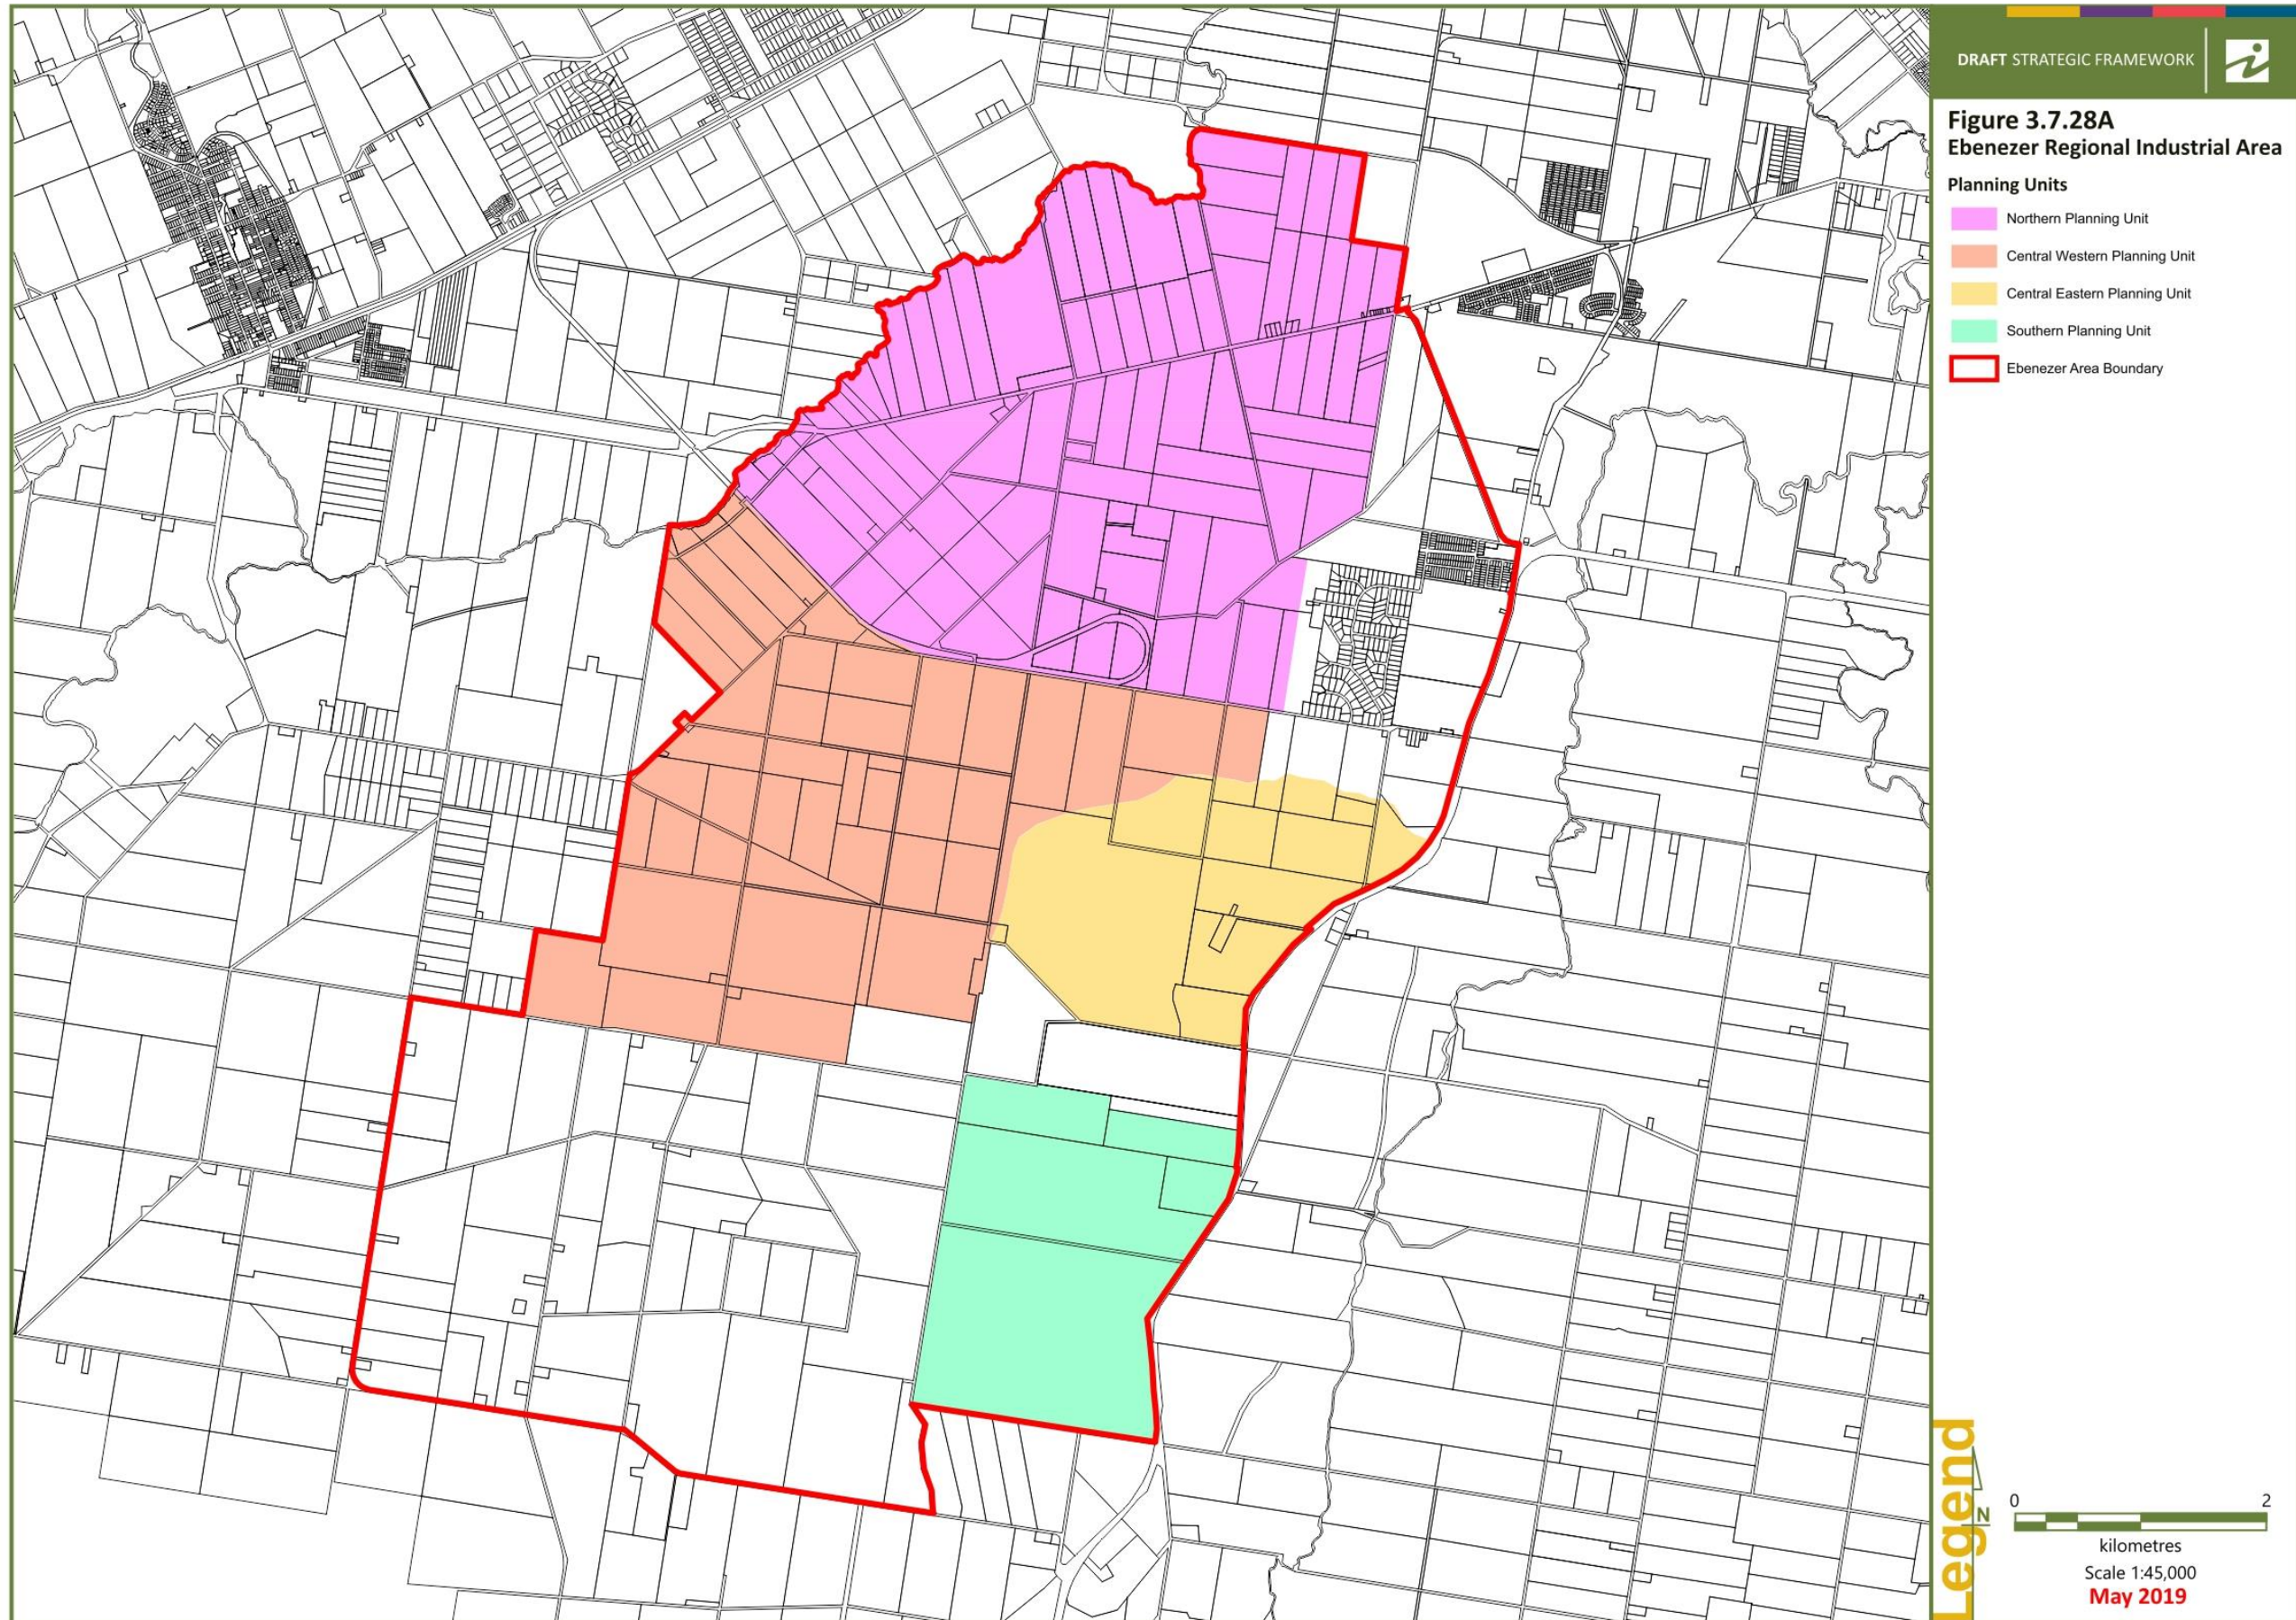 DRAFT STRATEGIC FRAMEWORK
Figure 3.7.28A
Ebenezer Regional Industrial Area
Planning Units
Northern Planning Unit
Central Western Planning Unit
Central Eastern Planning Unit
Southern Planning Unit
Ebenezer Area Boundary
Legend
N
0 2
kilometres
Scale 1:45,000
May 2019